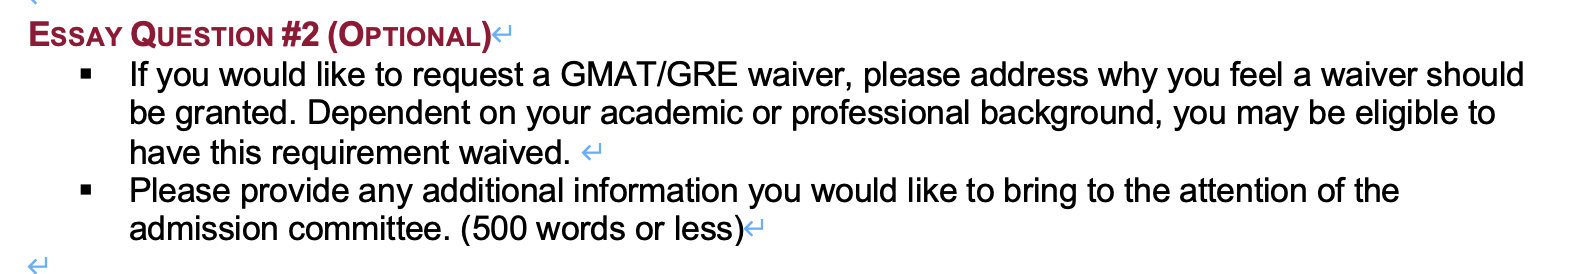 ESSAY QUESTION #2 (OPTIONAL)
▪ If you would like to request a GMAT/GRE waiver, please address why you feel a waiver should
be granted. Dependent on your academic or professional background, you may be eligible to
have this requirement waived.
▪ Please provide any additional information you would like to bring to the attention of the
admission committee. (500 words or less)